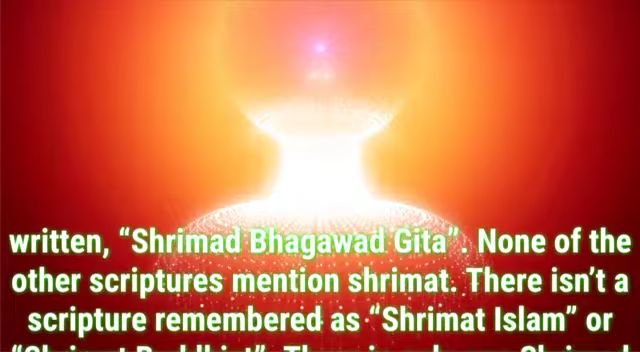 written, “Shrimad Bhagawad Gita”. None of the
other scriptures mention shrimat. There isn’t a
scripture remembered as “Shrimat Islam” or